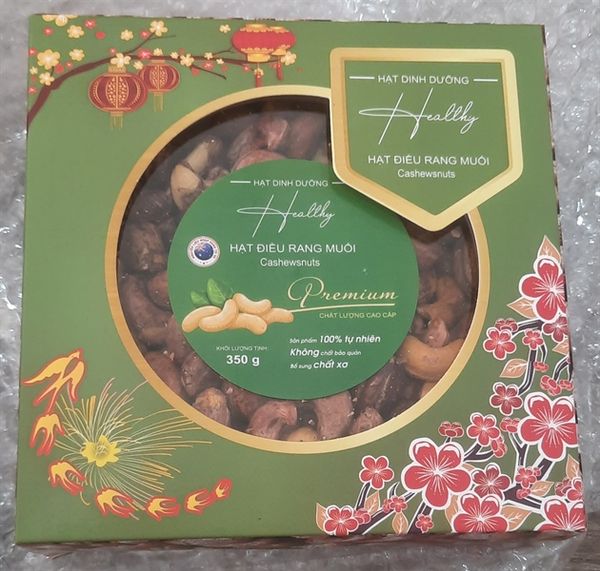 HẠT DINH DƯỠNG
Healthy
HẠT ĐIỀU RANG MUỐI
Cashewsnuts
HẠT DINH DƯỠNG
Healthy
HẠT ĐIỀU RANG MUỐI
Cashewsnuts
Premium
CHẤT LƯỢNG CAO CẤP
KHỐI LƯỢNG TỊNH:
350 g
Sản phẩm 100% tự nhiên
Không chất bảo quản
Bổ sung chất xơ